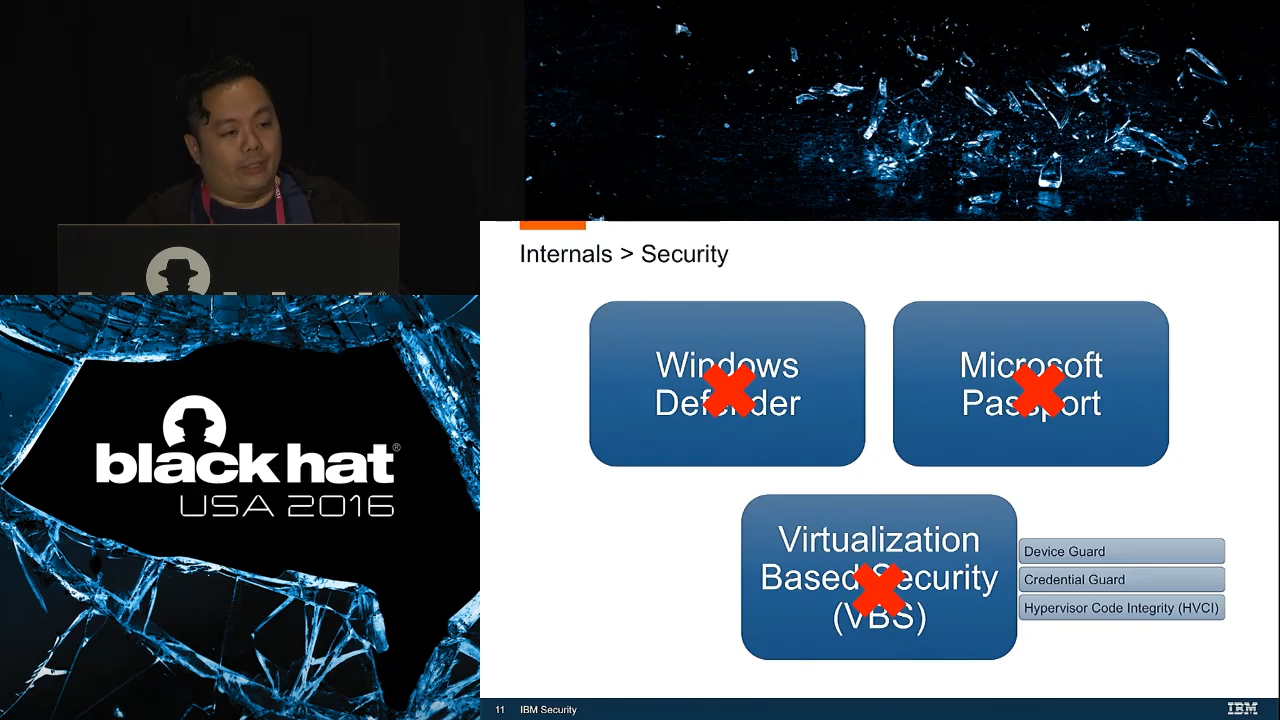 Internals > Security
Windows
Defender
Microsoft
Passport
Virtualization
Based Security
(VBS)
Device Guard
Credential Guard
Hypervisor Code Integrity (HVCI)
black hat®
USA 2016
11 IBM Security
IBM